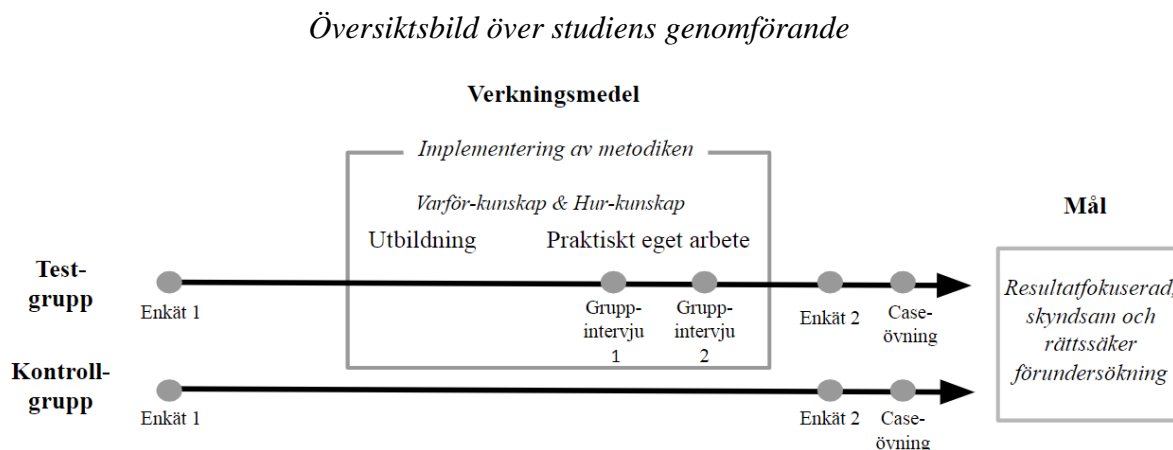 Översiktsbild över studiens genomförande
Verkningsmedel
Implementering av metodiken
Varför-kunskap & Hur-kunskap
Utbildning
Praktiskt eget arbete
Mål
Test-
grupp
Enkät 1
Grupp-
intervju
1
Grupp-
intervju
2
Enkät 2
Case-
övning
Resultatfokuserad,
skyndsam och
rättssäker
förundersökning
Kontroll-
grupp
Enkät 1
Enkät 2
Case-
övning